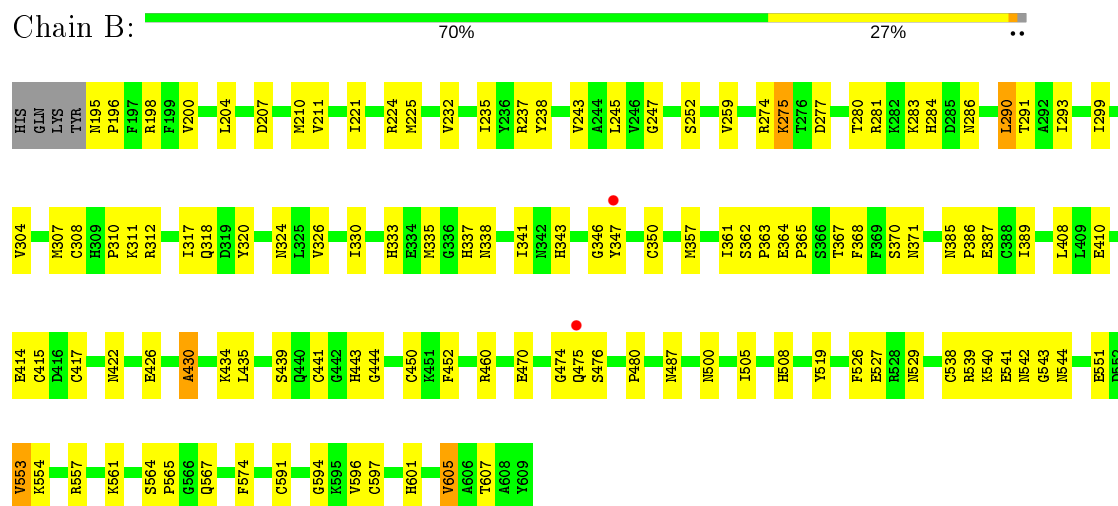 Chain B:
70% 27% ••
HIS GLN LYS TYR N195 P196 F197 R198 F199 V200 L204 D207 M210 V211 I221 R224 M225 V232 I235 Y236 R237 Y238 V243 A244 L245 V246 G247 S252 V259 R274 K275 T276 D277 T280 R281 K282 K283 H284 D285 N286 L290 T291 A292 I293 I299
V304 M307 C308 H309 P310 K311 R312 I317 Q318 D319 Y320 N324 L325 V326 I330 H333 E334 M335 G336 H337 N338 I341 N342 H343 G346 Y347 C350 M357 I361 S362 P363 E364 P365 S366 T367 F368 F369 S370 N371 N385 P386 E387 C388 I389 L408 L409 E410
E414 C415 D416 C417 N422 E426 A430 K434 L435 S439 Q440 C441 G442 H443 G444 C450 K451 F452 R460 E470 G474 Q475 S476 P480 N487 N500 I505 H508 Y519 F526 E527 R528 N529 C538 R539 K540 E541 N542 G543 N544 E551 D552
V553 K554 R557 K561 S564 P565 G566 Q567 F574 C591 G594 K595 V596 C597 H601 V605 A606 T607 A608 Y609